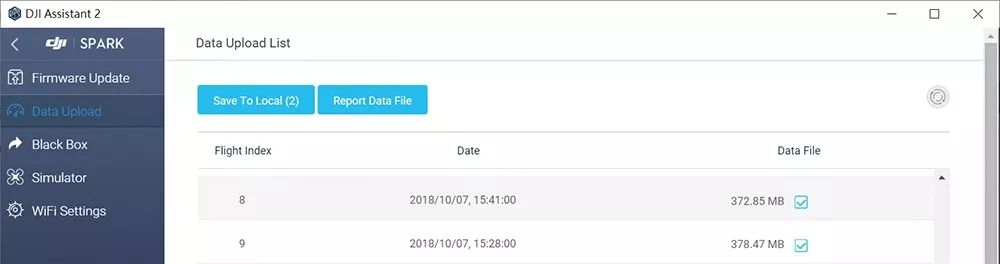 DJI Assistant 2
dji SPARK
Data Upload List
Firmware Update
Data Upload
Black Box
Simulator
WiFi Settings
Save To Local (2) Report Data File
Flight Index Date Data File
8 2018/10/07, 15:41:00 372.85 MB
9 2018/10/07, 15:28:00 378.47 MB